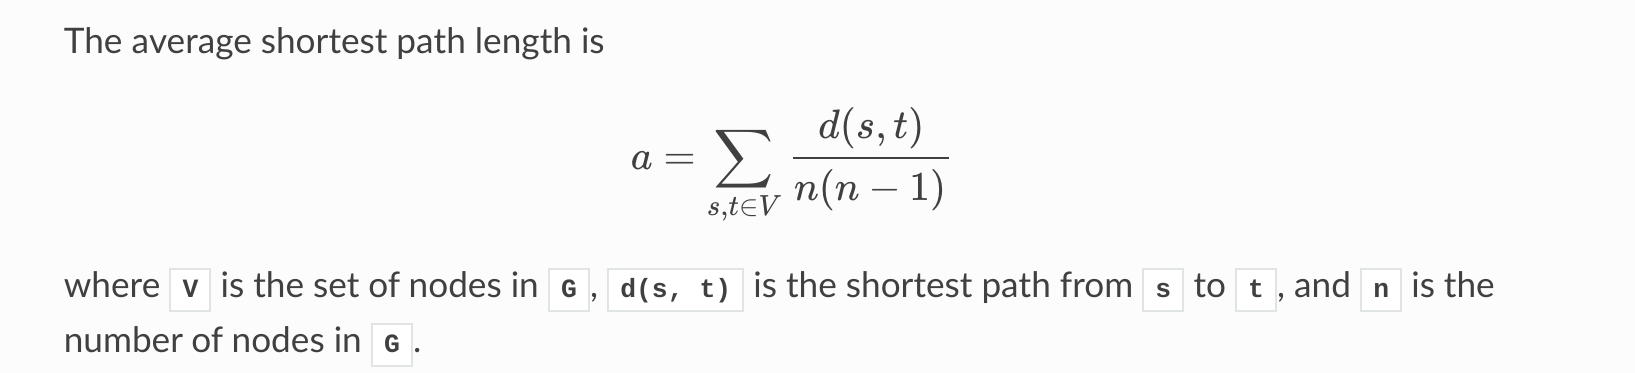 The average shortest path length is
a = ∑_{s,t∈V} d(s, t) / n(n − 1)
where V is the set of nodes in G , d(s, t) is the shortest path from s to t , and n is the
number of nodes in G .